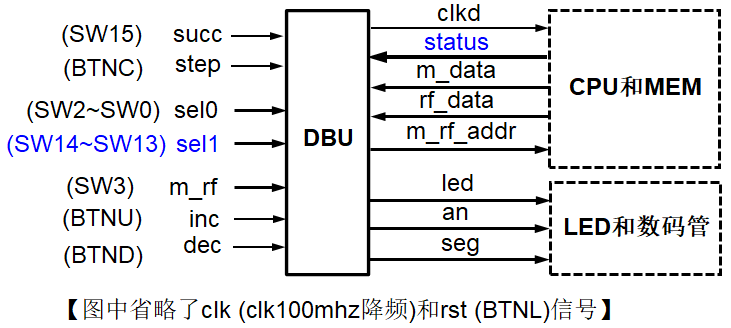 (SW15) succ
(BTNC) step
(SW2~SW0) sel0
(SW14~SW13) sel1
(SW3) m_rf
(BTNU) inc
(BTND) dec
DBU
clkd
status
m_data
rf_data
m_rf_addr
led
an
seg
CPU和MEM
LED和数码管
【图中省略了clk (clk100mhz降频)和rst (BTNL)信号】